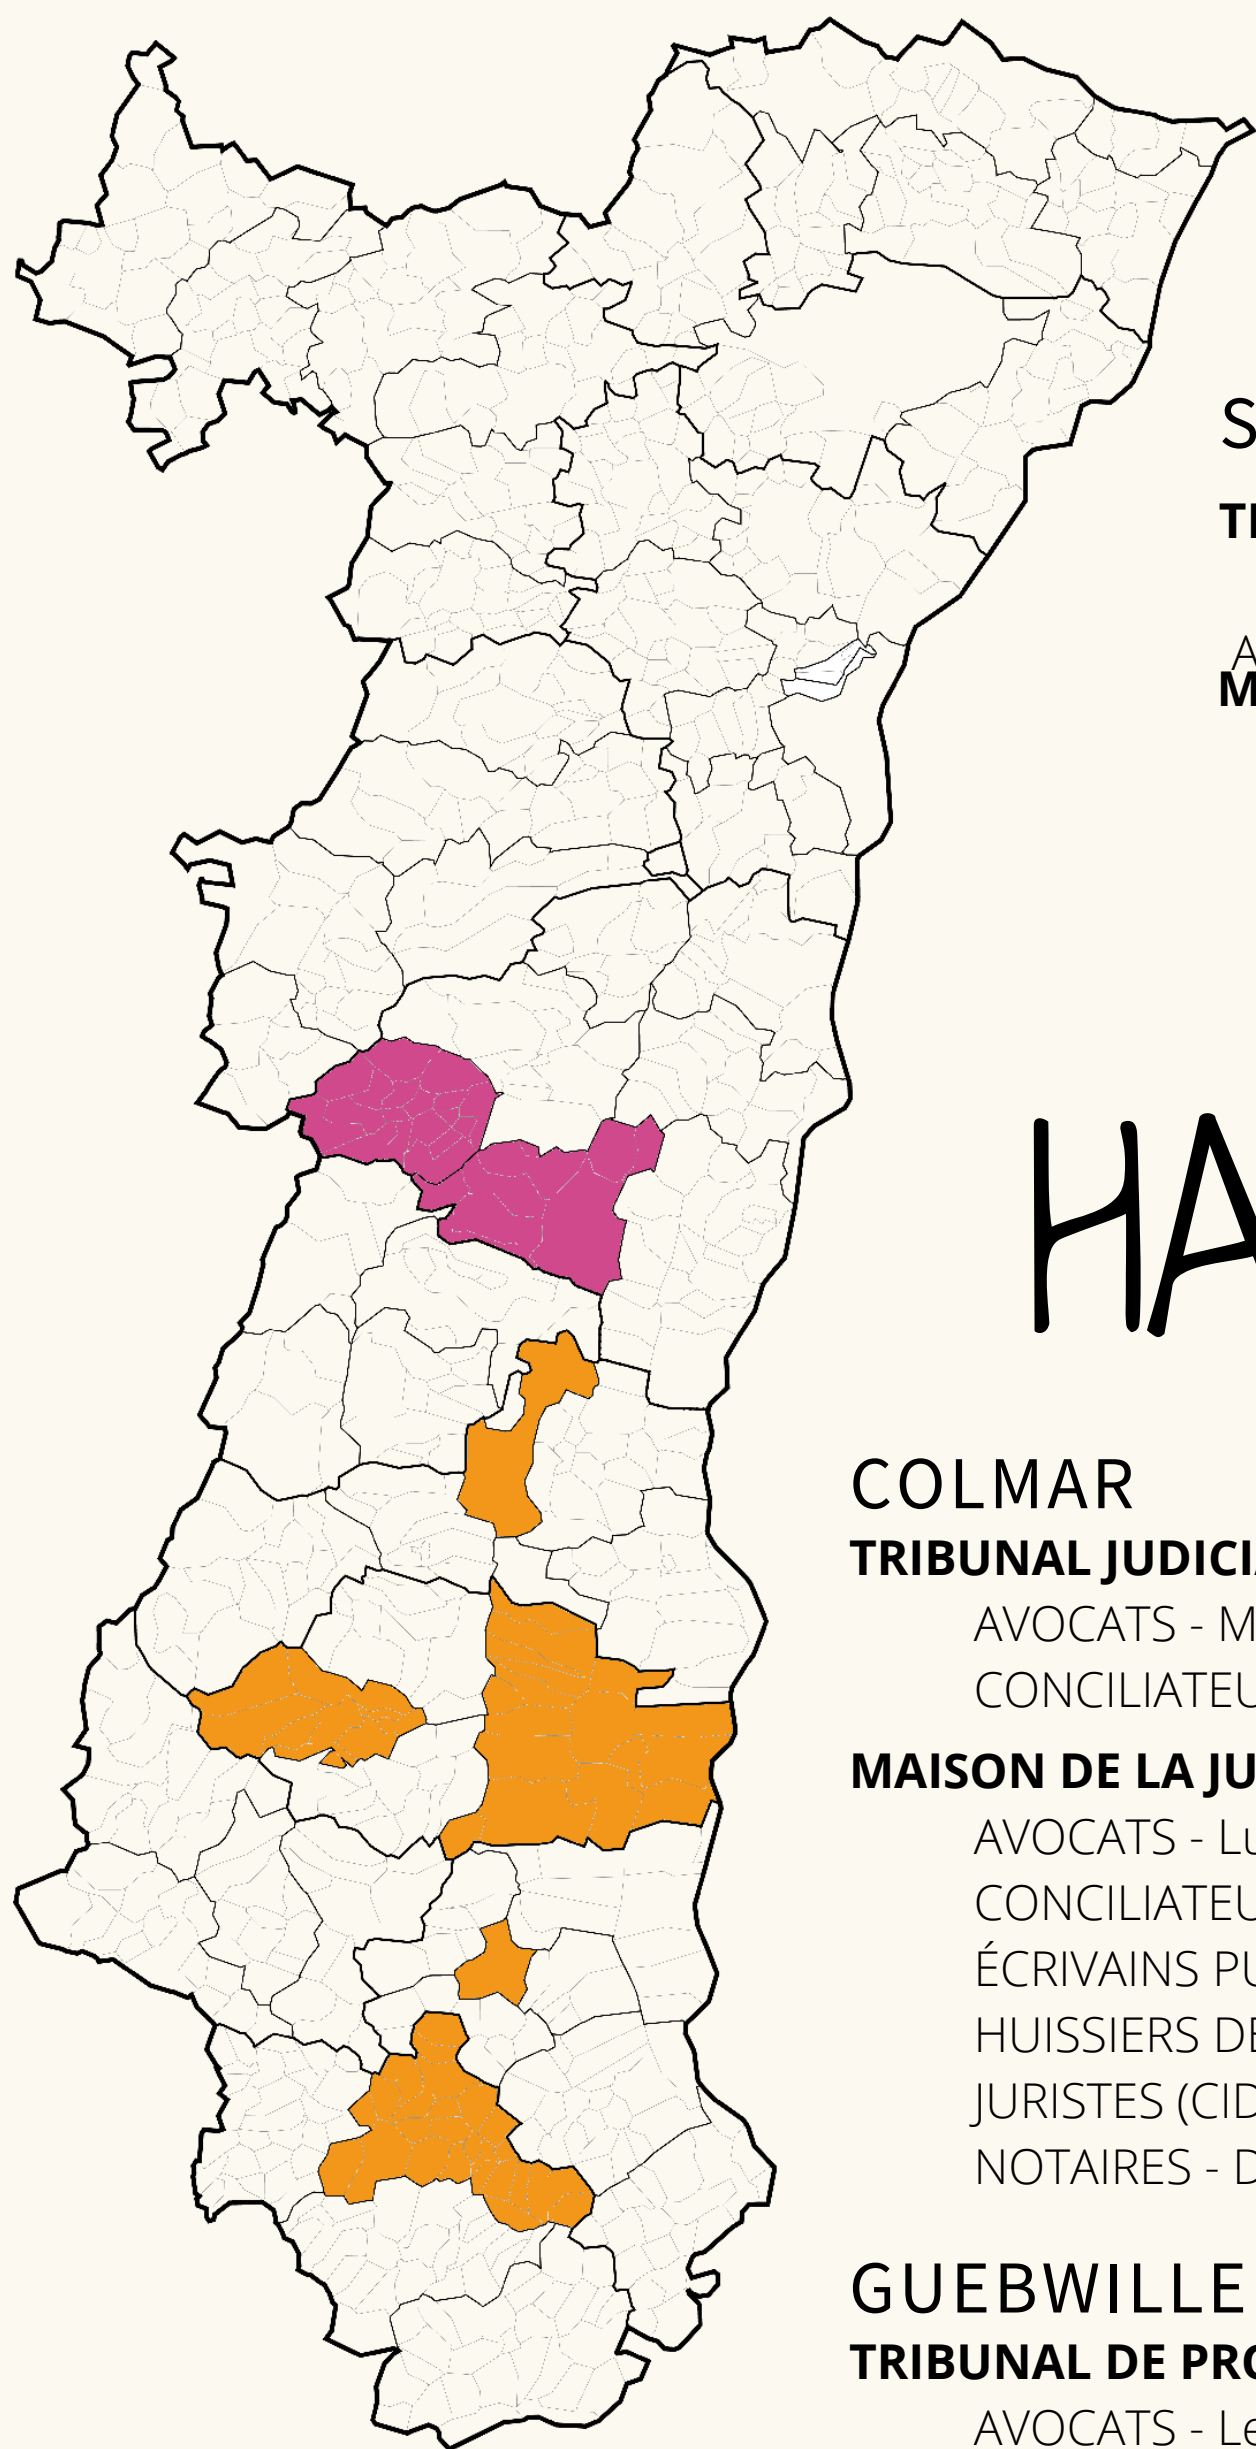 S
A
M
HA
COLMAR
TRIBUNAL JUDICI
AVOCATS - M
CONCILIATEU
MAISON DE LA JU
AVOCATS - Lu
CONCILIATEU
ÉCRIVAINS PU
HUISSIERS DE
JURISTES (CID
NOTAIRES - D
GUEBWILLE
TRIBUNAL DE PRO
AVOCATS - Le